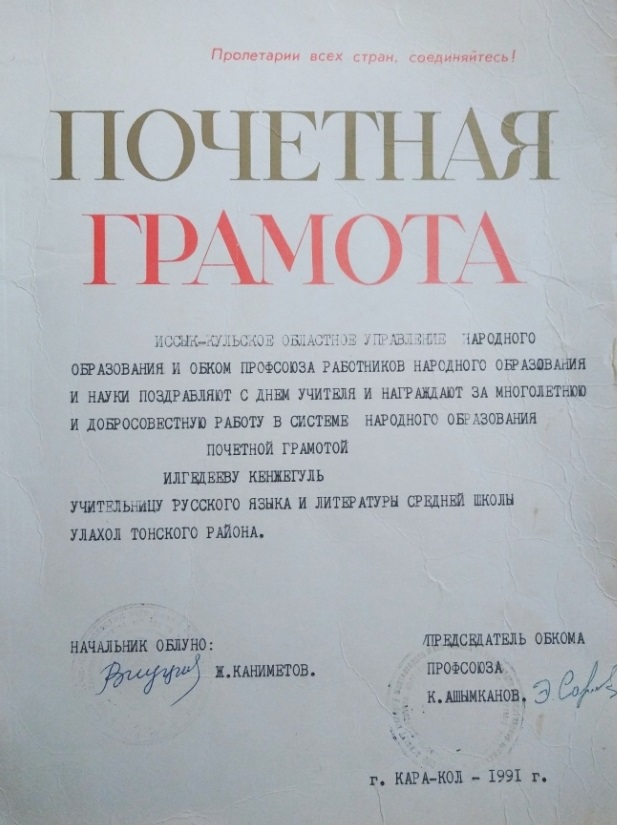 Пролетарии всех стран, соединяйтесь!
ПОЧЕТНАЯ
ГРАМОТА
ИССЫК-КУЛЬСКОЕ ОБЛАСТНОЕ УПРАВЛЕНИЕ НАРОДНОГО
ОБРАЗОВАНИЯ И ОБКОМ ПРОФСОЮЗА РАБОТНИКОВ НАРОДНОГО ОБРАЗОВАНИЯ
И НАУКИ ПОЗДРАВЛЯЮТ С ДНЕМ УЧИТЕЛЯ И НАГРАЖДАЮТ ЗА МНОГОЛЕТНЮЮ
И ДОБРОСОВЕСТНУЮ РАБОТУ В СИСТЕМЕ НАРОДНОГО ОБРАЗОВАНИЯ
ПОЧЕТНОЙ ГРАМОТОЙ
ИЛГЕДЕЕВУ КЕНЖЕГУЛЬ
УЧИТЕЛЬНИЦУ РУССКОГО ЯЗЫКА И ЛИТЕРАТУРЫ СРЕДНЕЙ ШКОЛЫ
УЛАХОЛ ТОНСКОГО РАЙОНА.
НАЧАЛЬНИК ОБЛУНО:
Ж.КАНИМЕТОВ.
ПРЕДСЕДАТЕЛЬ ОБКОМА
ПРОФСОЮЗА
К.АШЫМКАНОВ.
г. КАРА-КОЛ - 1991 г.